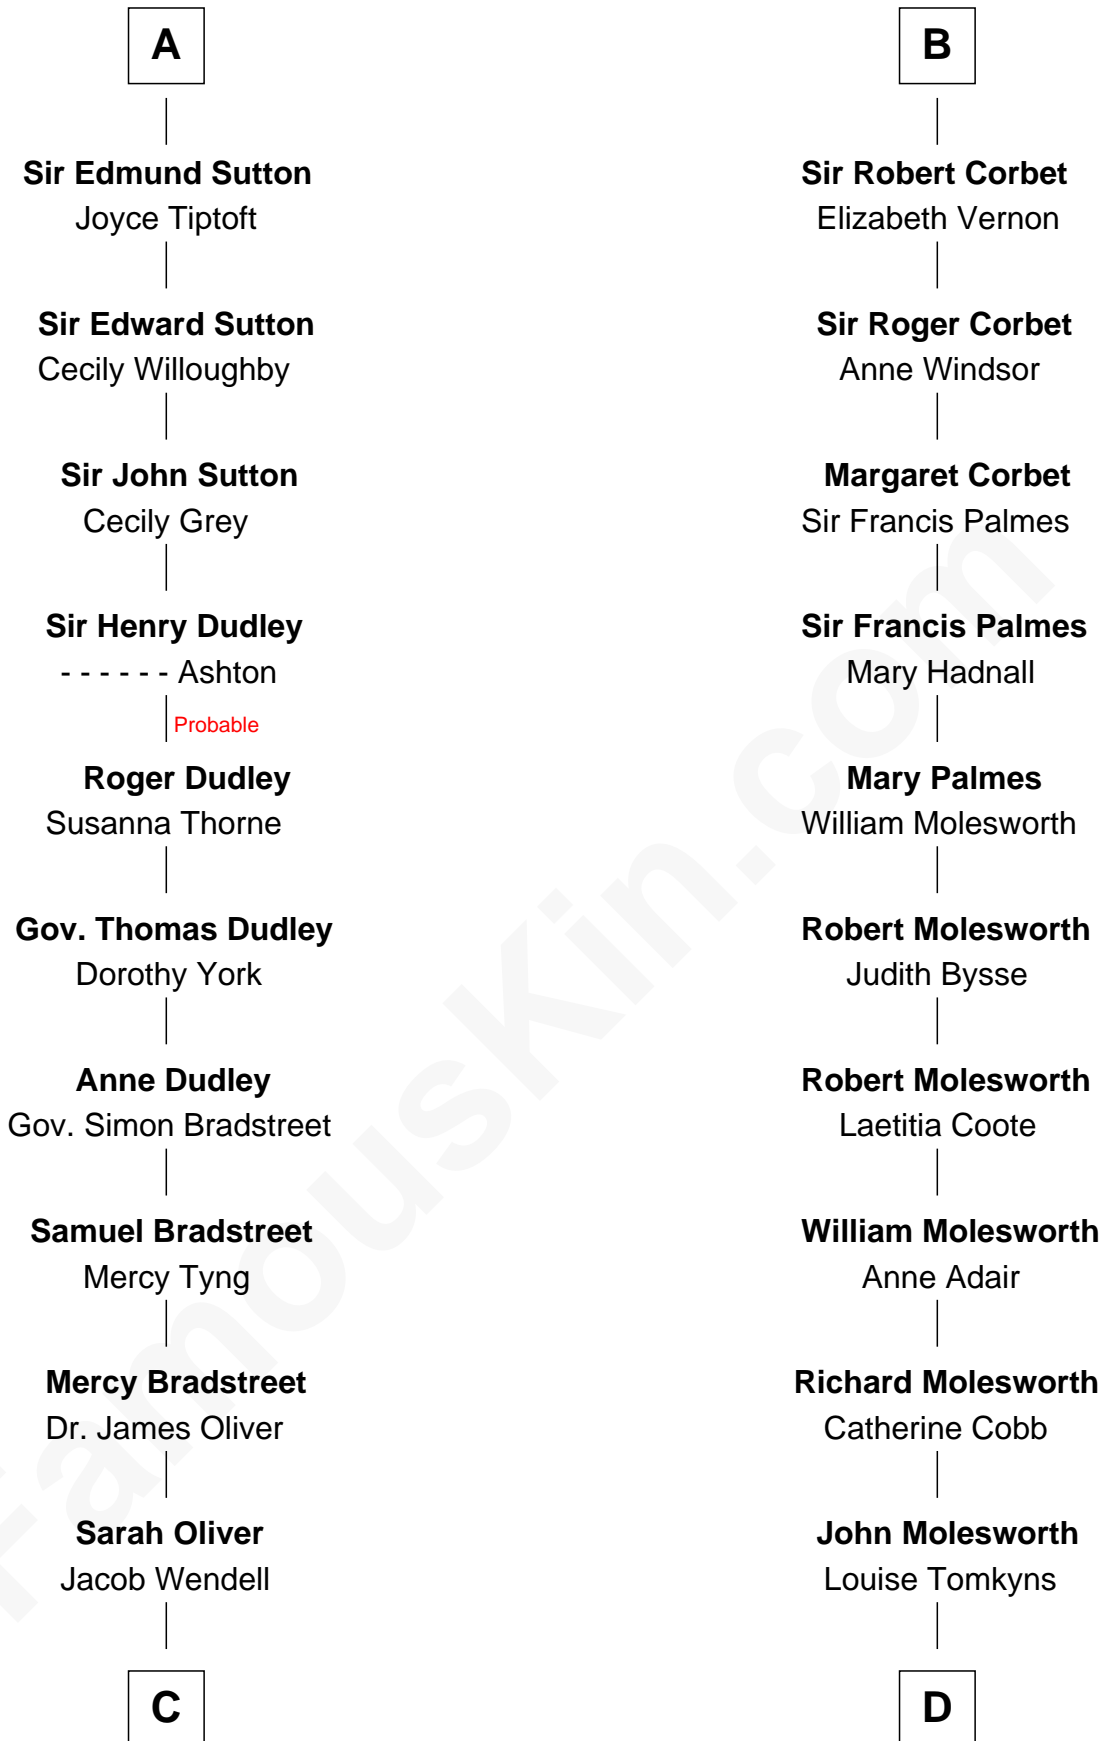 A
Sir Edmund Sutton
Joyce Tiptoft
Sir Edward Sutton
Cecily Willoughby
Sir John Sutton
Cecily Grey
Sir Henry Dudley
- - - - - - Ashton
Probable
Roger Dudley
Susanna Thorne
Gov. Thomas Dudley
Dorothy York
Anne Dudley
Gov. Simon Bradstreet
Samuel Bradstreet
Mercy Tyng
Mercy Bradstreet
Dr. James Oliver
Sarah Oliver
Jacob Wendell
C
B
Sir Robert Corbet
Elizabeth Vernon
Sir Roger Corbet
Anne Windsor
Margaret Corbet
Sir Francis Palmes
Sir Francis Palmes
Mary Hadnall
Mary Palmes
William Molesworth
Robert Molesworth
Judith Bysse
Robert Molesworth
Laetitia Coote
William Molesworth
Anne Adair
Richard Molesworth
Catherine Cobb
John Molesworth
Louise Tomkyns
D
FamousKin.com